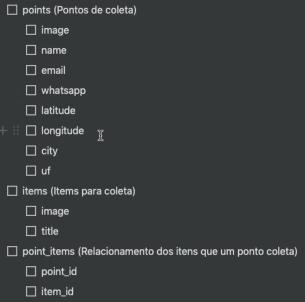 points (Pontos de coleta)
image
name
email
whatsapp
latitude
longitude
city
uf
items (Items para coleta)
image
title
point_items (Relacionamento dos itens que um ponto coleta)
point_id
item_id